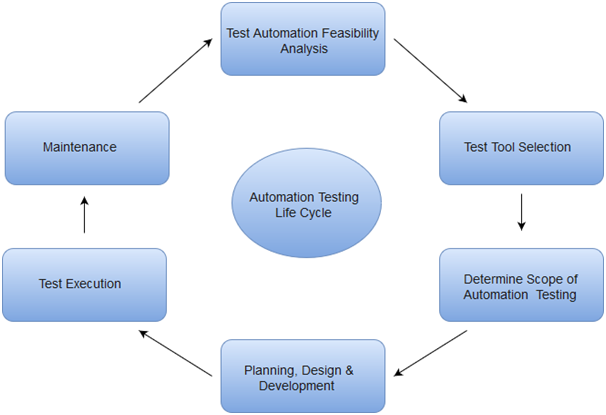 Test Automation Feasibility
Analysis
Maintenance
Test Tool Selection
Automation Testing
Life Cycle
Test Execution
Determine Scope of
Automation Testing
Planning, Design &
Development